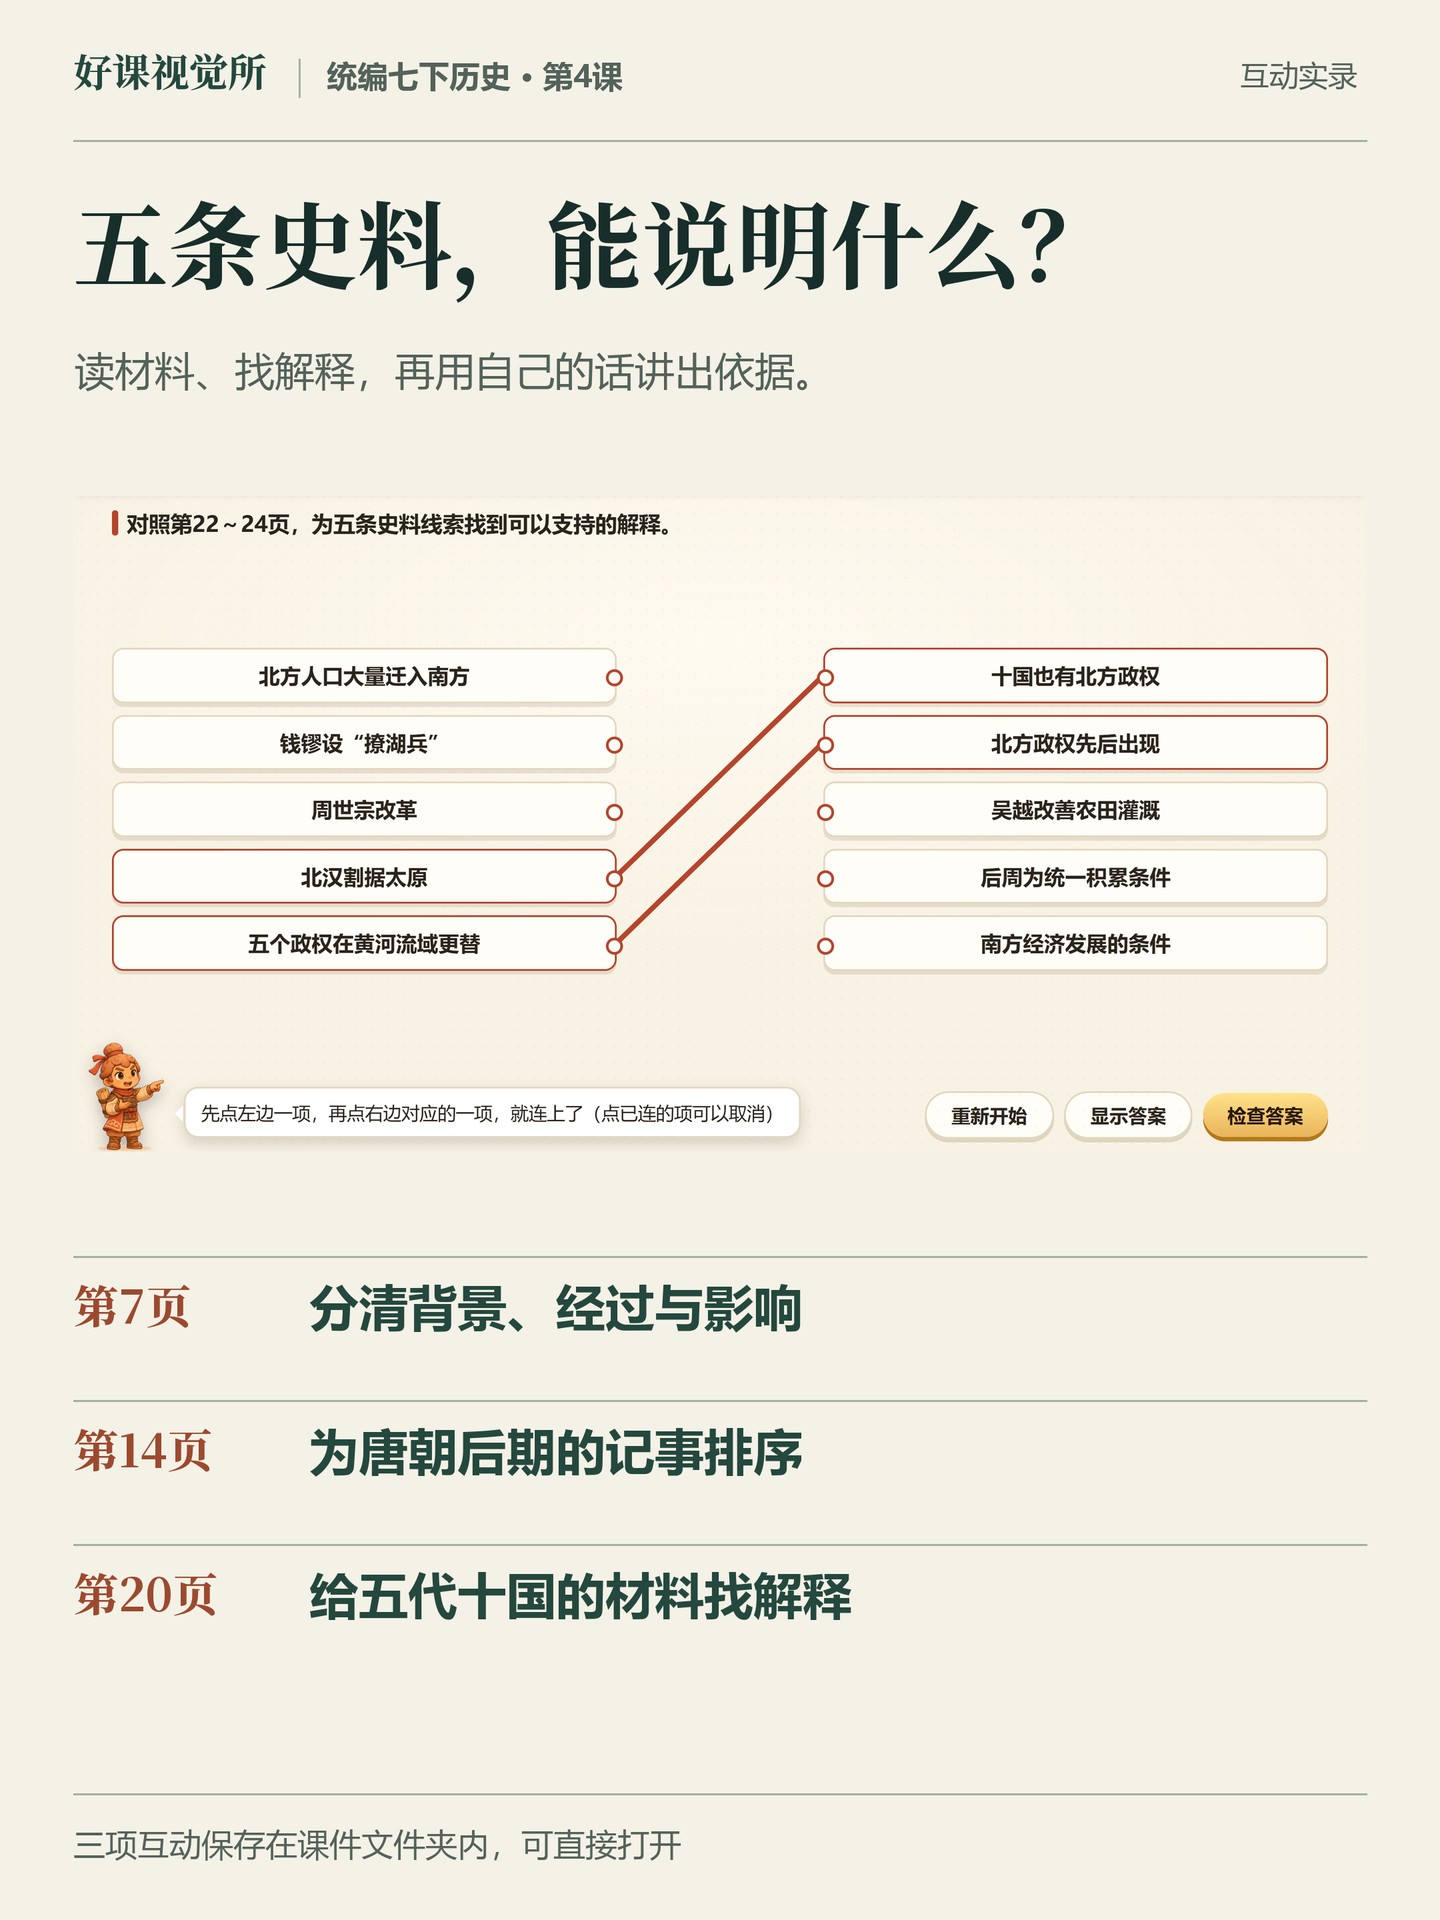 好课视觉所
统编七下历史·第4课
互动实录
五条史料，能说明什么？
读材料、找解释，再用自己的话讲出依据。
对照第22～24页，为五条史料线索找到可以支持的解释。
北方人口大量迁入南方
十国也有北方政权
钱镠设“撩湖兵”
北方政权先后出现
周世宗改革
吴越改善农田灌溉
北汉割据太原
后周为统一积累条件
五个政权在黄河流域更替
南方经济发展的条件
先点左边一项，再点右边对应的一项，就连上了（点已连的项可以取消）
重新开始
显示答案
检查答案
第7页 分清背景、经过与影响
第14页 为唐朝后期的记事排序
第20页 给五代十国的材料找解释
三项互动保存在课件文件夹内，可直接打开